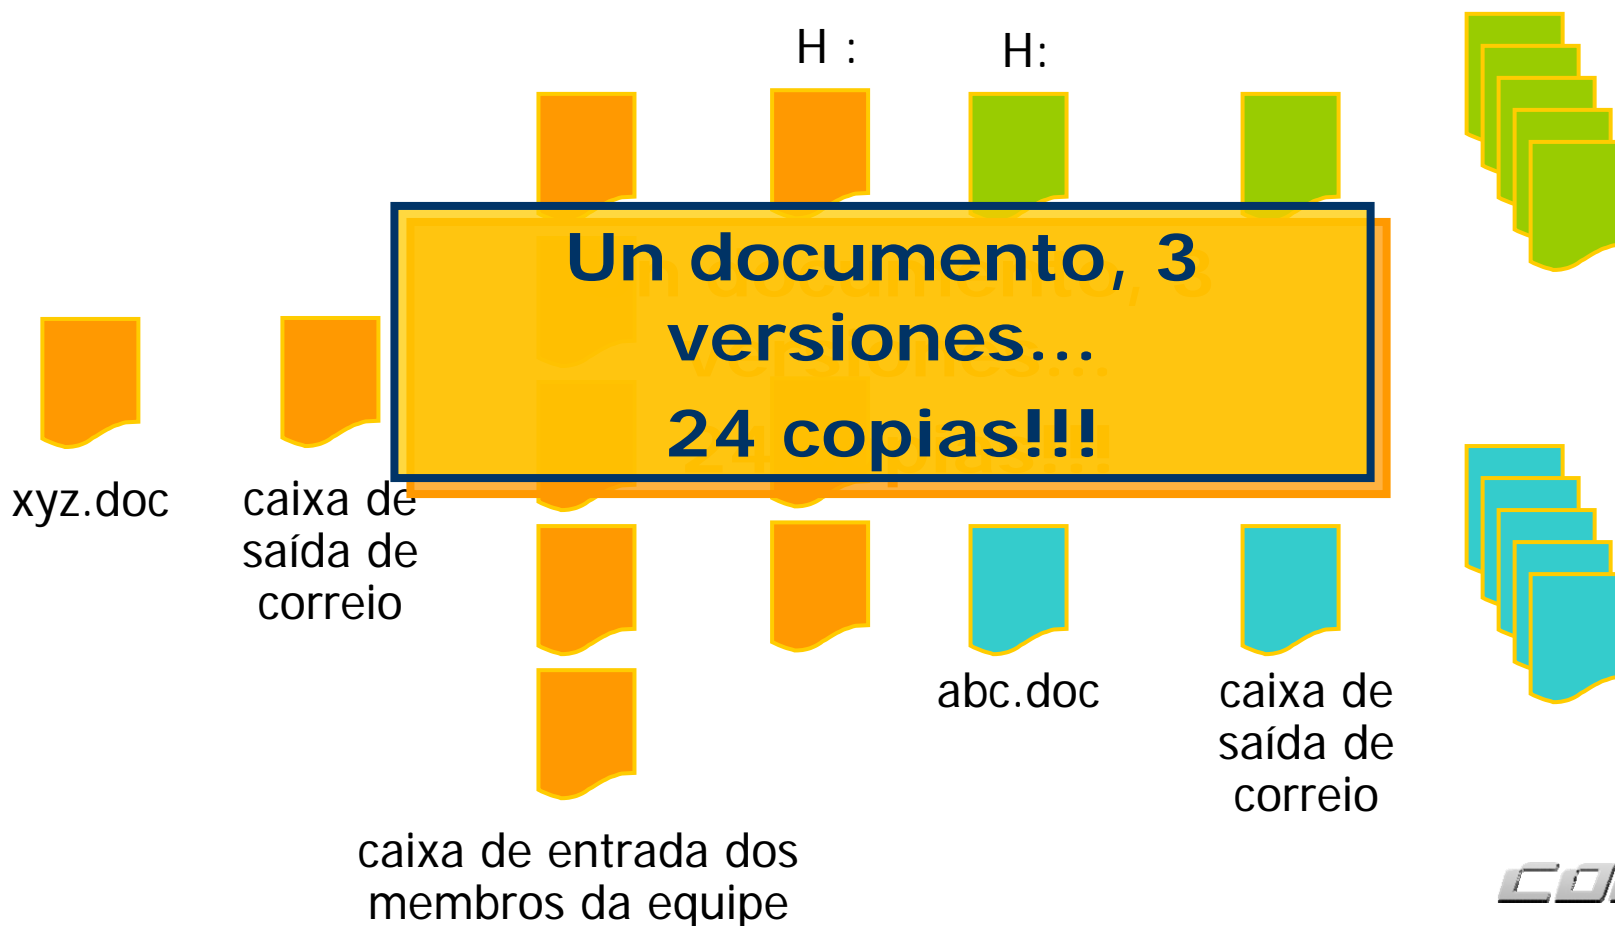 H :
H:
Un documento, 3
versiones...
24 copias!!!
xyz.doc
caixa de
saída de
correio
abc.doc
caixa de
saída de
correio
caixa de entrada dos
membros da equipe